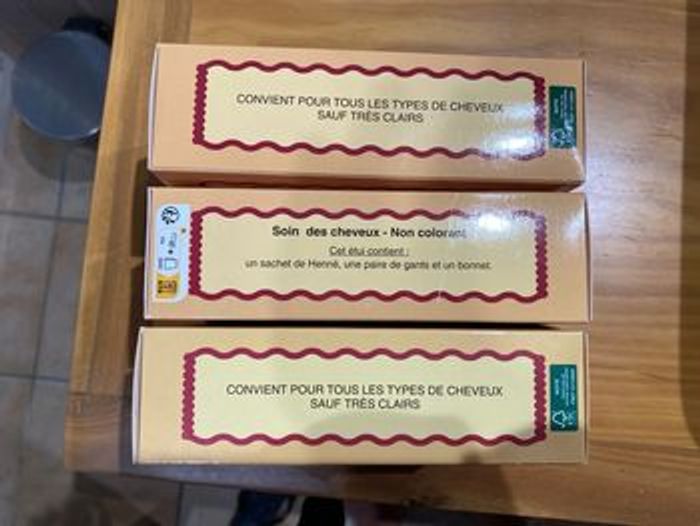 CONVIENT POUR TOUS LES TYPES DE CHEVEUX
SAUF TRÈS CLAIRS
Soin des cheveux - Non colorant
Cet étui contient :
un sachet de Henné, une paire de gants et un bonnet.
CONVIENT POUR TOUS LES TYPES DE CHEVEUX
SAUF TRÈS CLAIRS